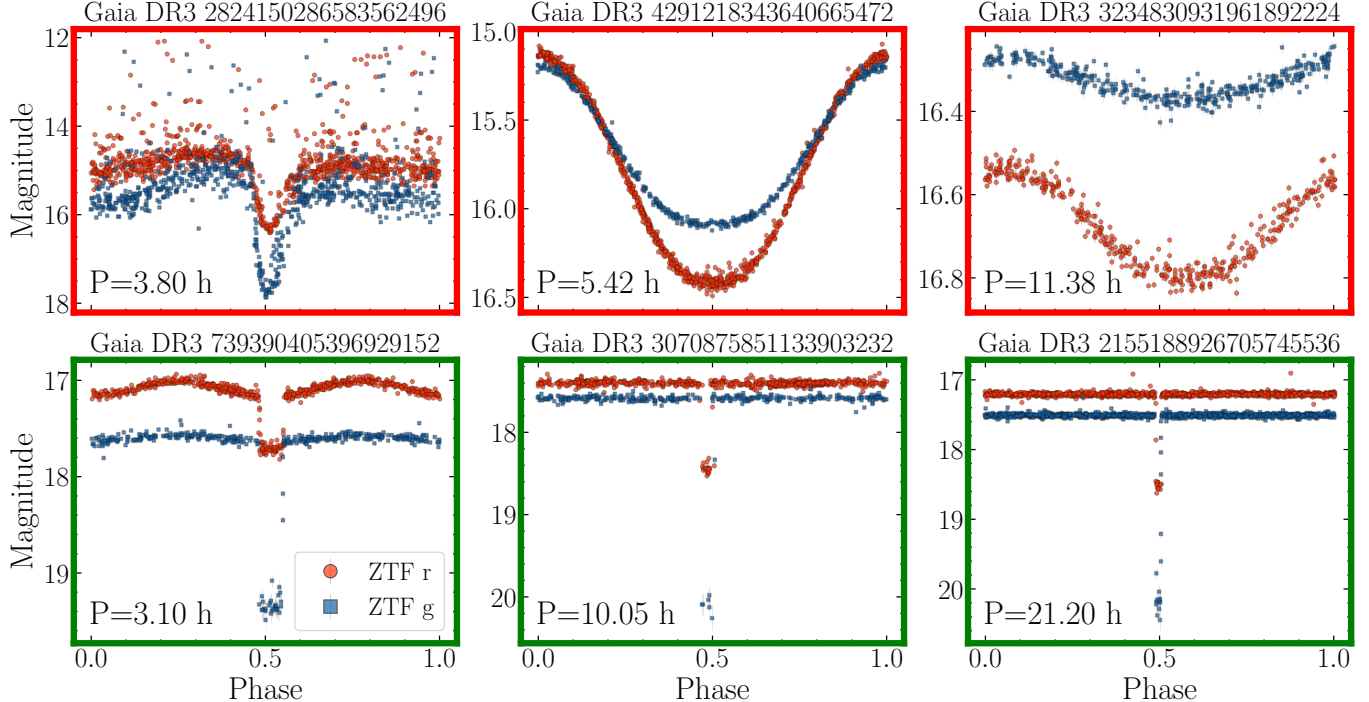 Gaia DR3 2824150286583562496
Gaia DR3 4291218343640665472
Gaia DR3 3234830931961892224
Magnitude
12
14
16
18
P=3.80 h
15.0
15.5
16.0
16.5
P=5.42 h
16.4
16.6
16.8
P=11.38 h
Gaia DR3 739390405396929152
Gaia DR3 3070875851133903232
Gaia DR3 2155188926705745536
Magnitude
17
18
19
P=3.10 h
ZTF r
ZTF g
0.0
0.5
1.0
Phase
18
19
20
P=10.05 h
0.0
0.5
1.0
Phase
17
18
19
20
P=21.20 h
0.0
0.5
1.0
Phase